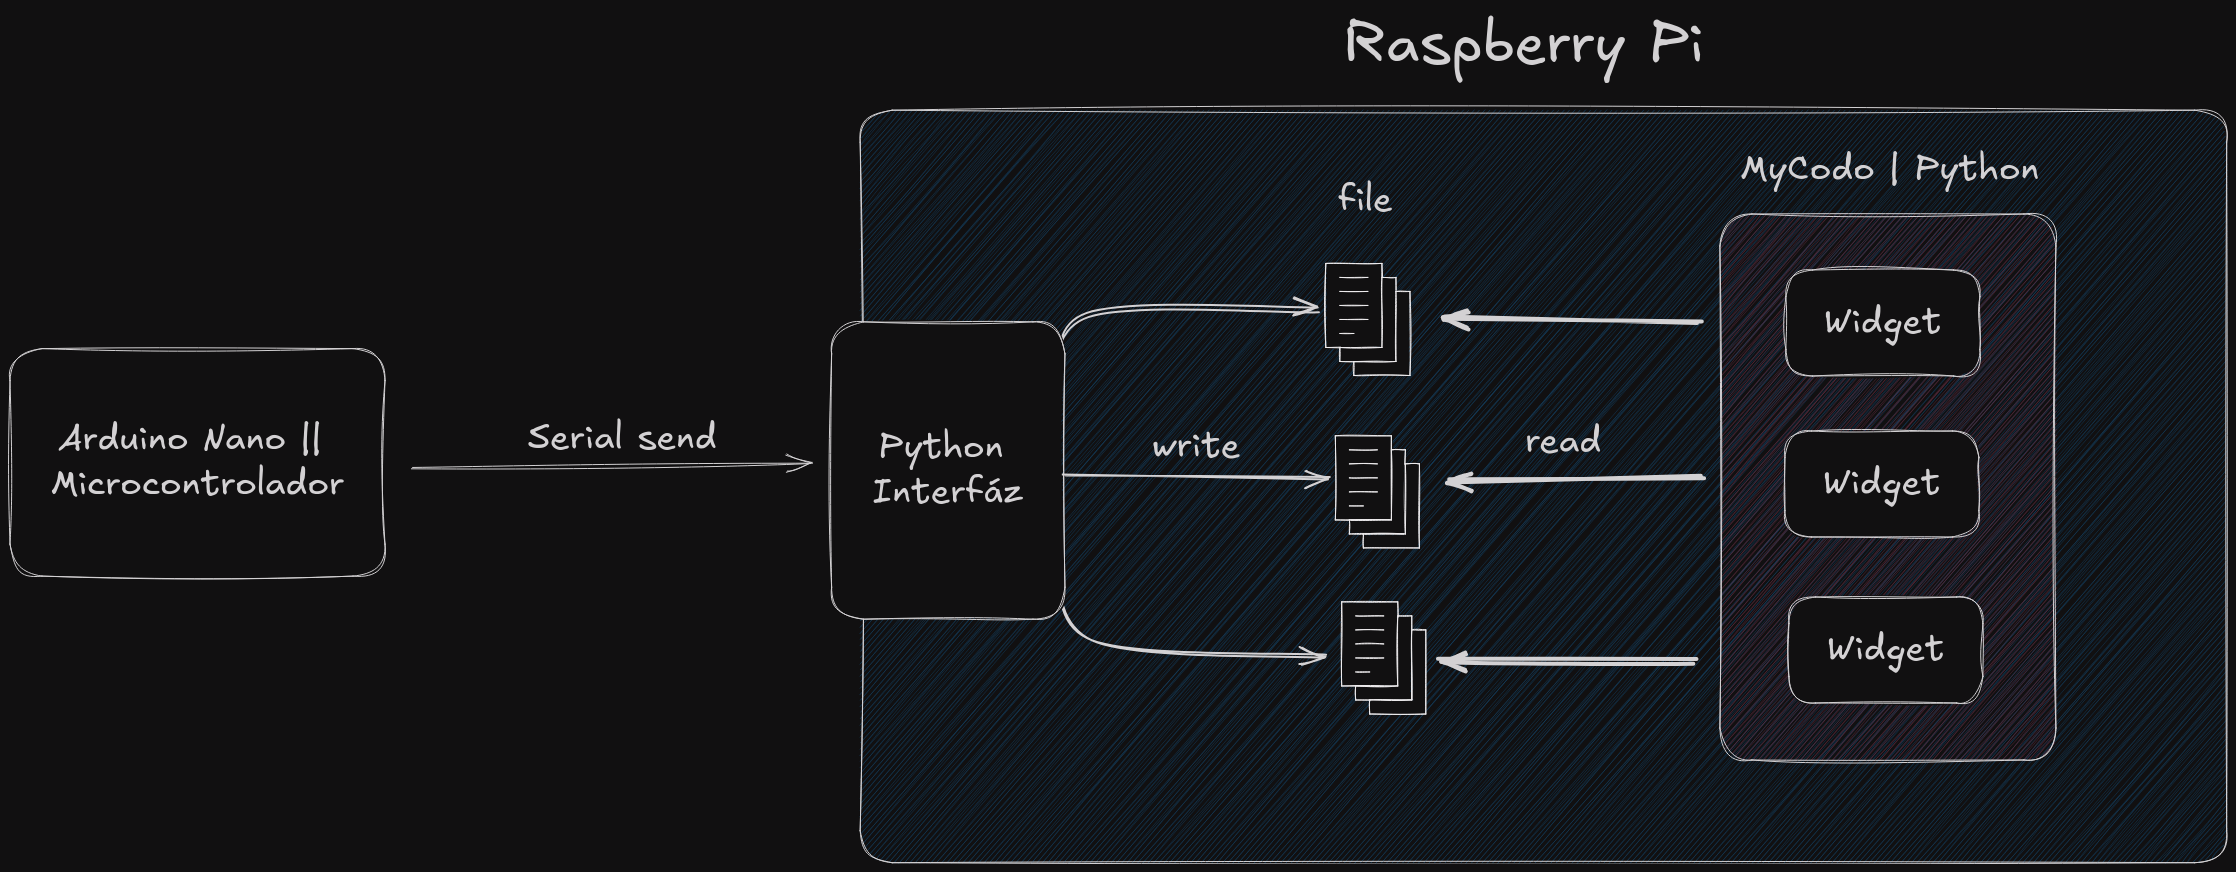 Raspberry Pi
MyCodo | Python
file
Widget
Arduino Nano ||
Microcontrolador
Serial send
Python
Interfáz
write
read
Widget
Widget